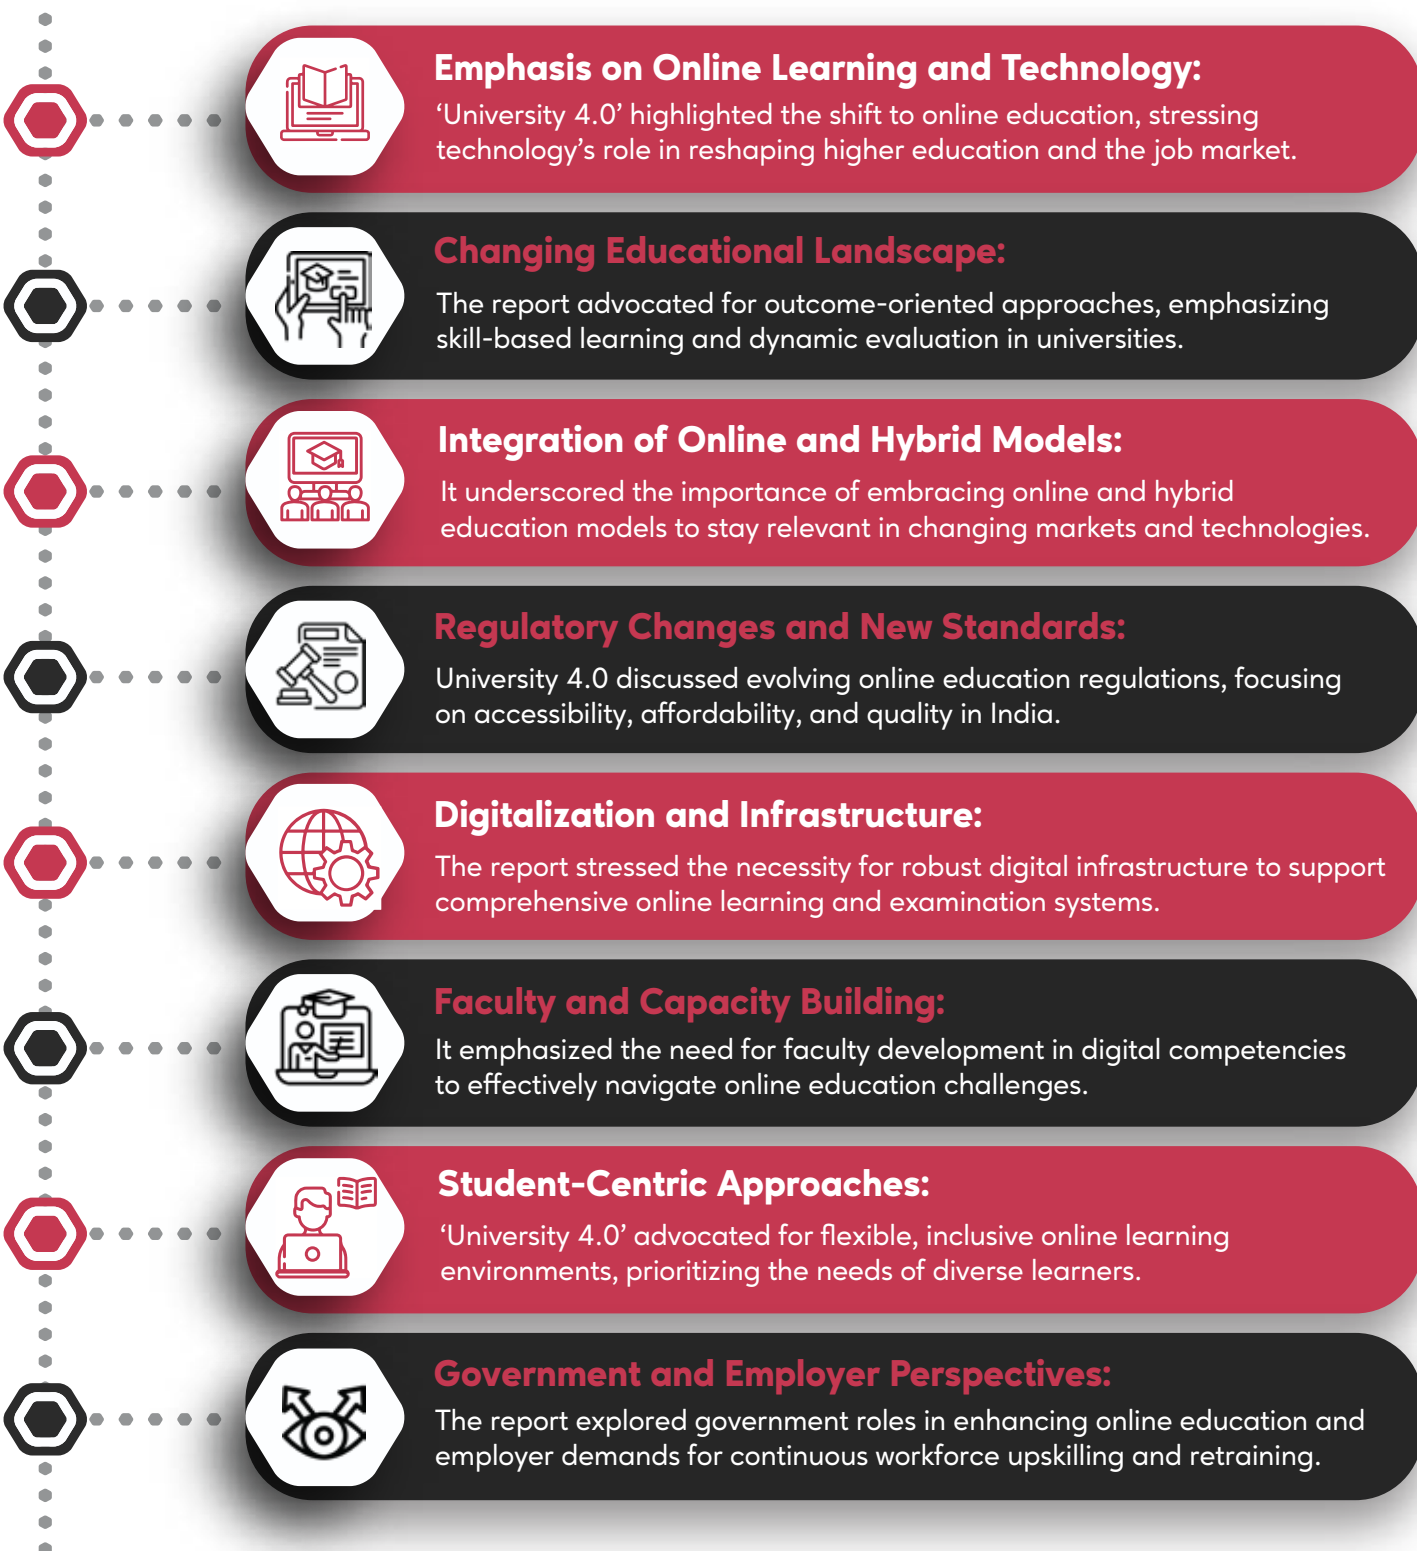 Emphasis on Online Learning and Technology:
‘University 4.0’ highlighted the shift to online education, stressing
technology’s role in reshaping higher education and the job market.
Changing Educational Landscape:
The report advocated for outcome-oriented approaches, emphasizing
skill-based learning and dynamic evaluation in universities.
Integration of Online and Hybrid Models:
It underscored the importance of embracing online and hybrid
education models to stay relevant in changing markets and technologies.
Regulatory Changes and New Standards:
University 4.0 discussed evolving online education regulations, focusing
on accessibility, affordability, and quality in India.
Digitalization and Infrastructure:
The report stressed the necessity for robust digital infrastructure to support
comprehensive online learning and examination systems.
Faculty and Capacity Building:
It emphasized the need for faculty development in digital competencies
to effectively navigate online education challenges.
Student-Centric Approaches:
‘University 4.0’ advocated for flexible, inclusive online learning
environments, prioritizing the needs of diverse learners.
Government and Employer Perspectives:
The report explored government roles in enhancing online education and
employer demands for continuous workforce upskilling and retraining.